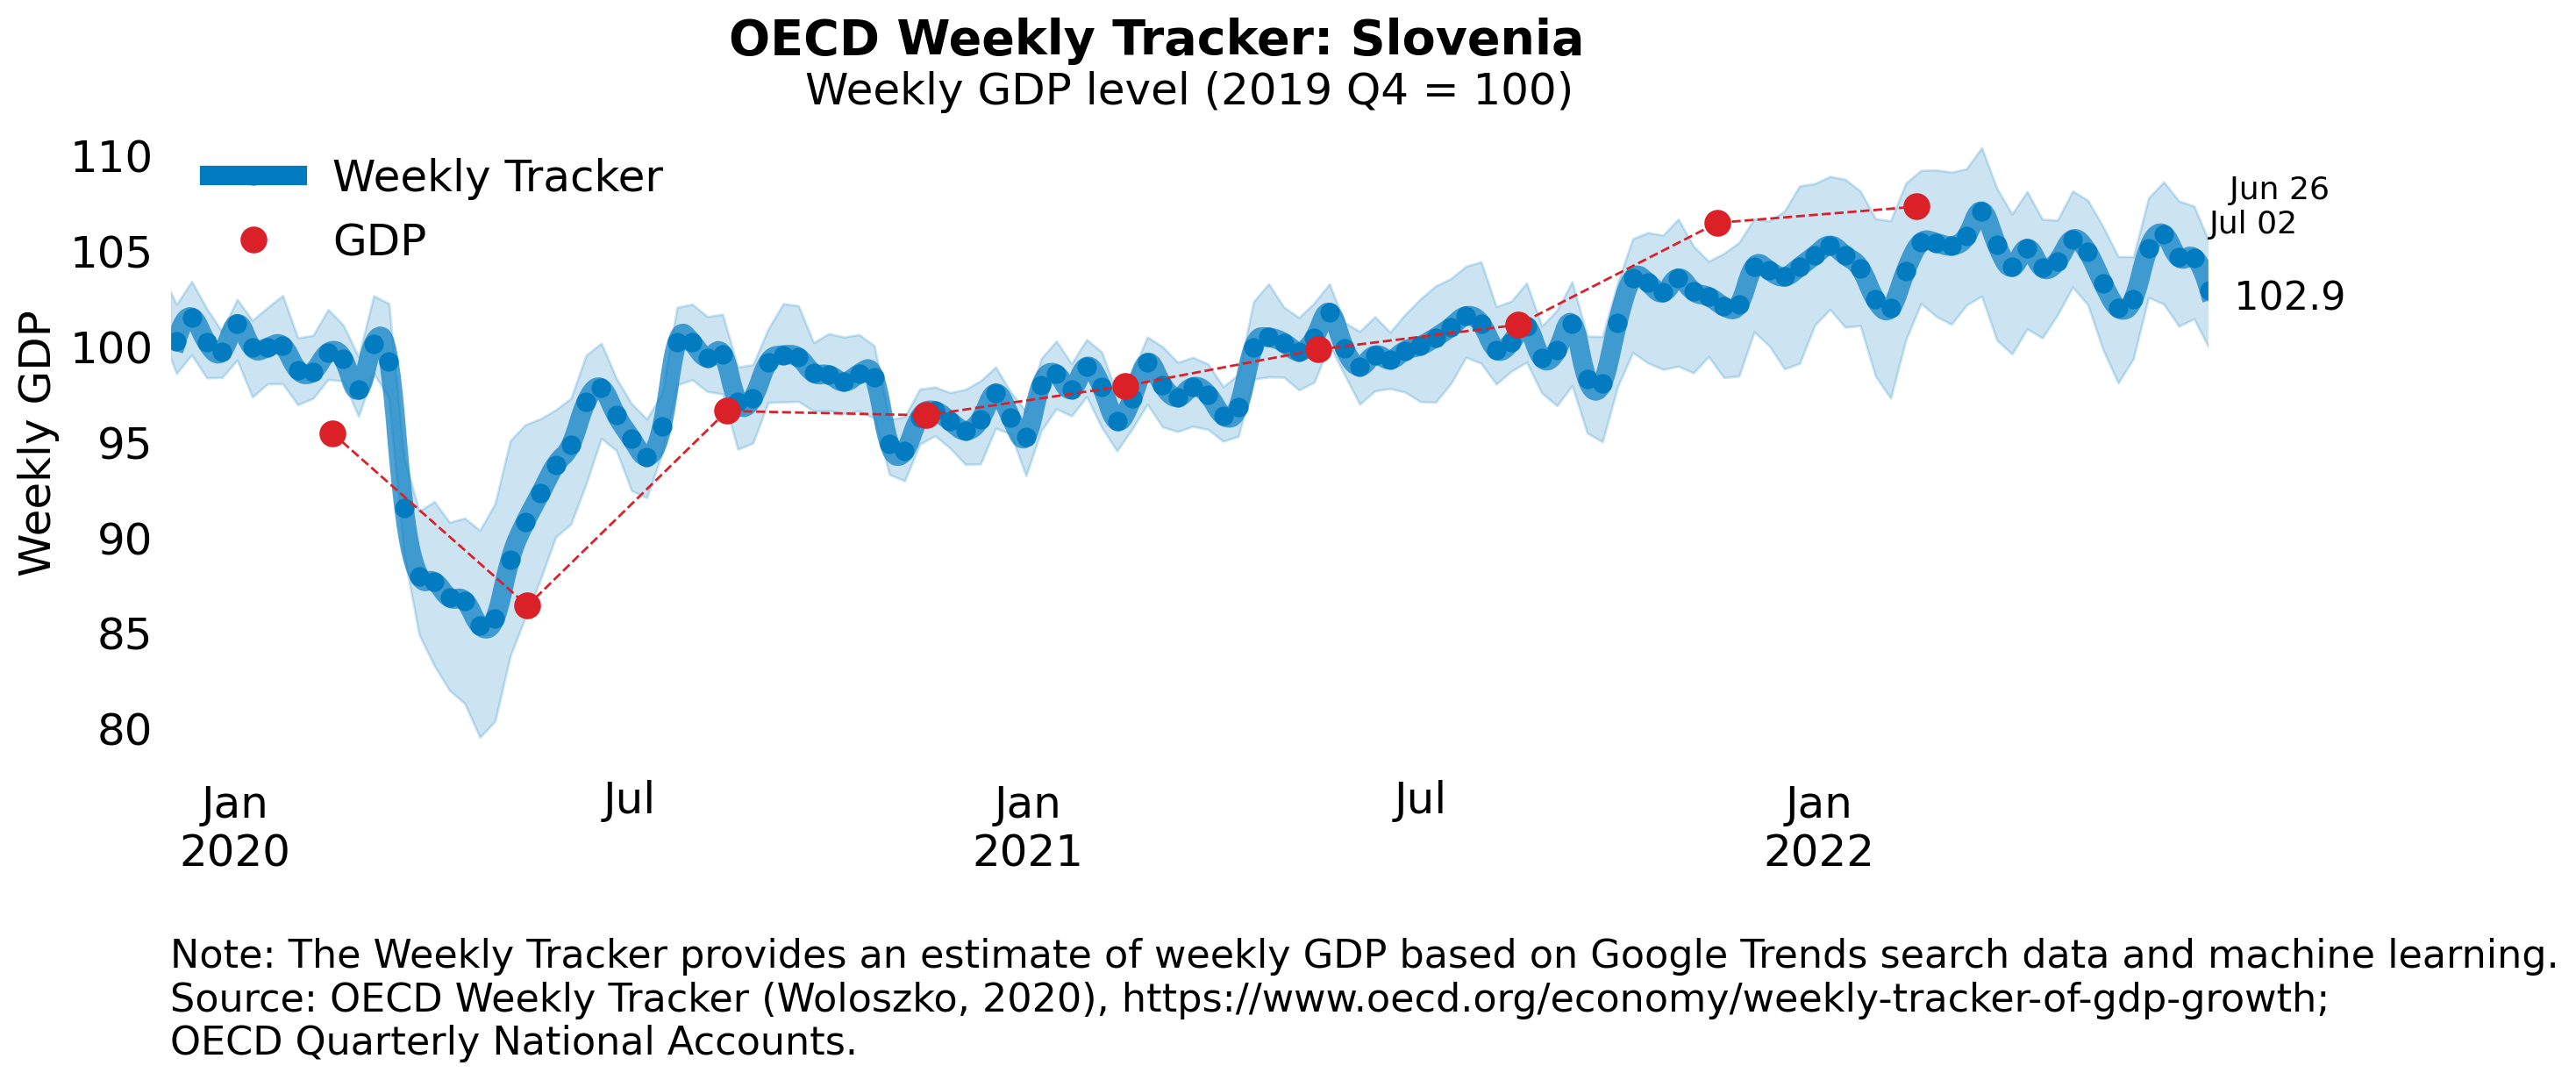 OECD Weekly Tracker: Slovenia
Weekly GDP level (2019 Q4 = 100)
Weekly Tracker
GDP
Weekly GDP
110
105
100
95
90
85
80
Jun 26
Jul 02
102.9
Jan
2020
Jul
Jan
2021
Jul
Jan
2022
Note: The Weekly Tracker provides an estimate of weekly GDP based on Google Trends search data and machine learning.
Source: OECD Weekly Tracker (Woloszko, 2020), https://www.oecd.org/economy/weekly-tracker-of-gdp-growth;
OECD Quarterly National Accounts.